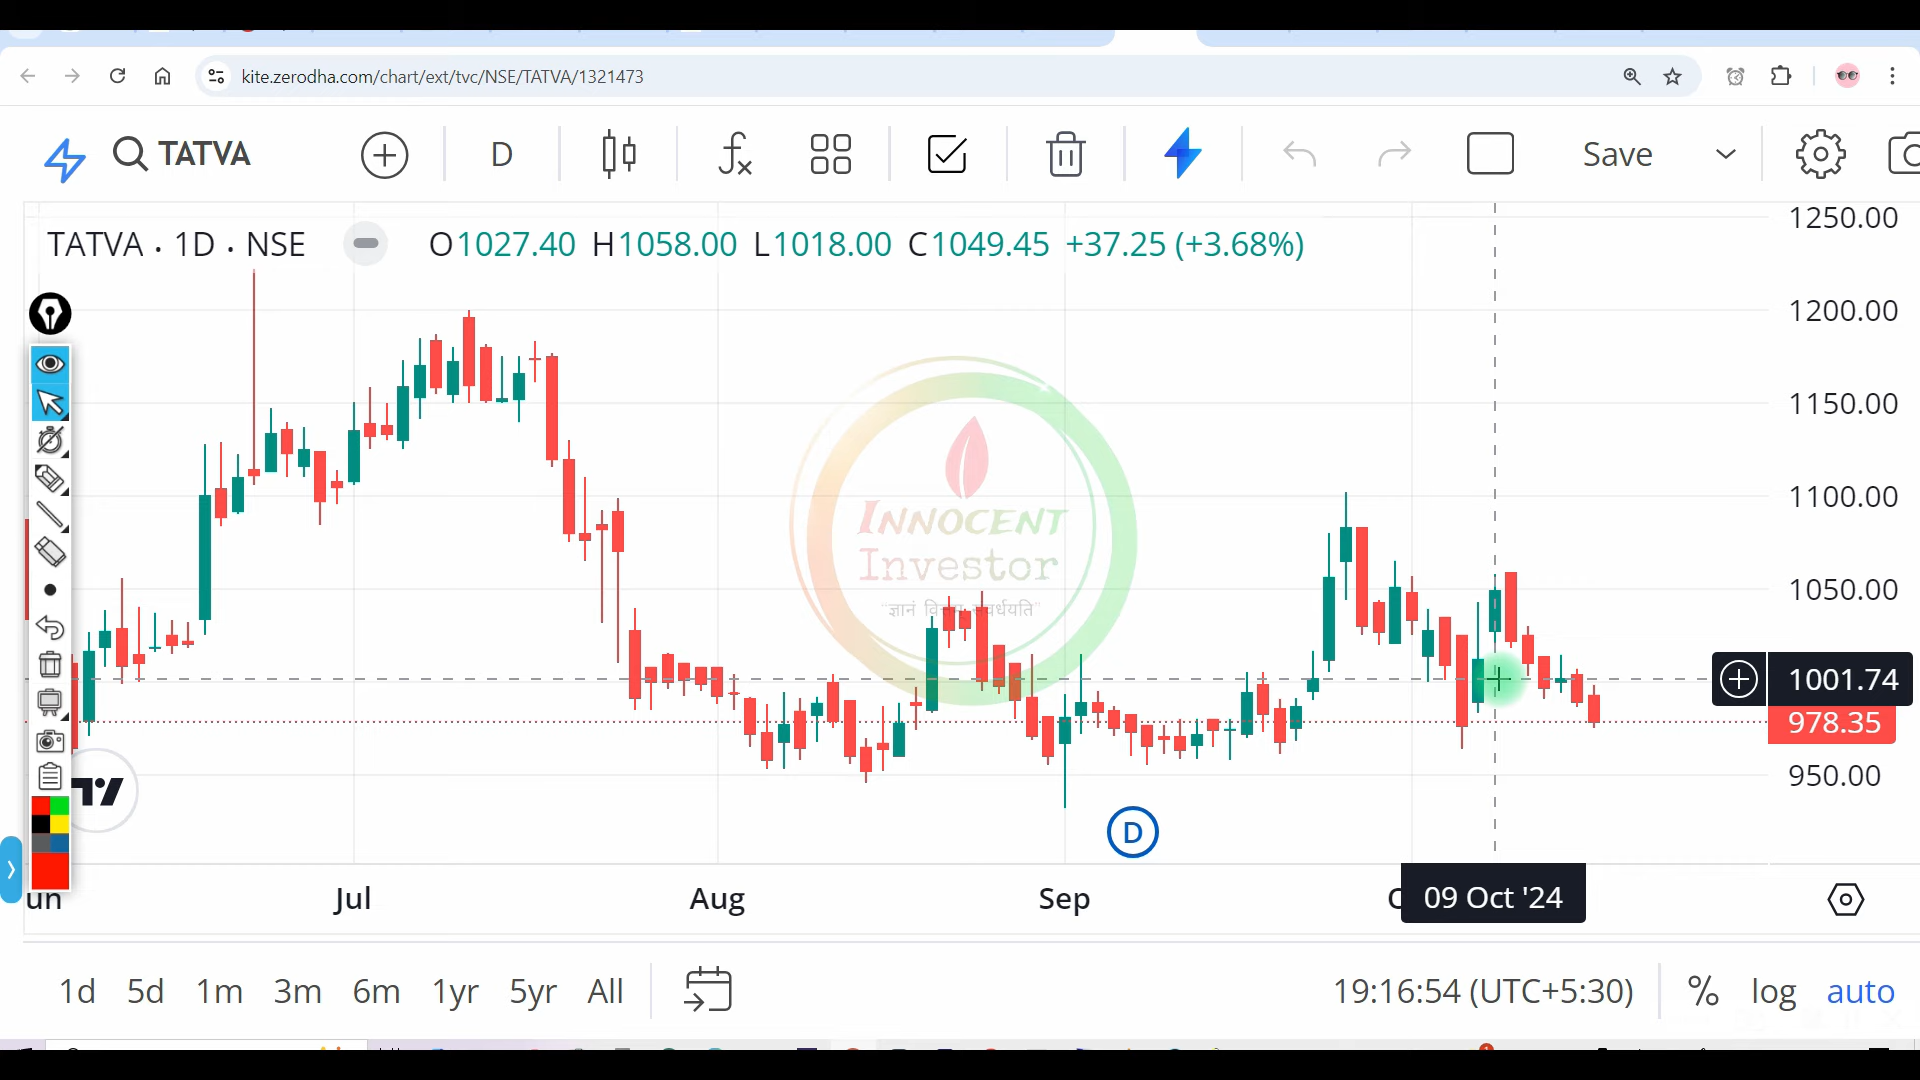 kite.zerodha.com/chart/ext/tvc/NSE/TATVA/1321473
TATVA
D
Save
TATVA · 1D · NSE
O1027.40 H1058.00 L1018.00 C1049.45 +37.25 (+3.68%)
1250.00
1200.00
1150.00
1100.00
1050.00
1001.74
978.35
950.00
INNOCENT
Investor
D
un
Jul
Aug
Sep
09 Oct '24
1d 5d 1m 3m 6m 1yr 5yr All
19:16:54 (UTC+5:30)
% log auto